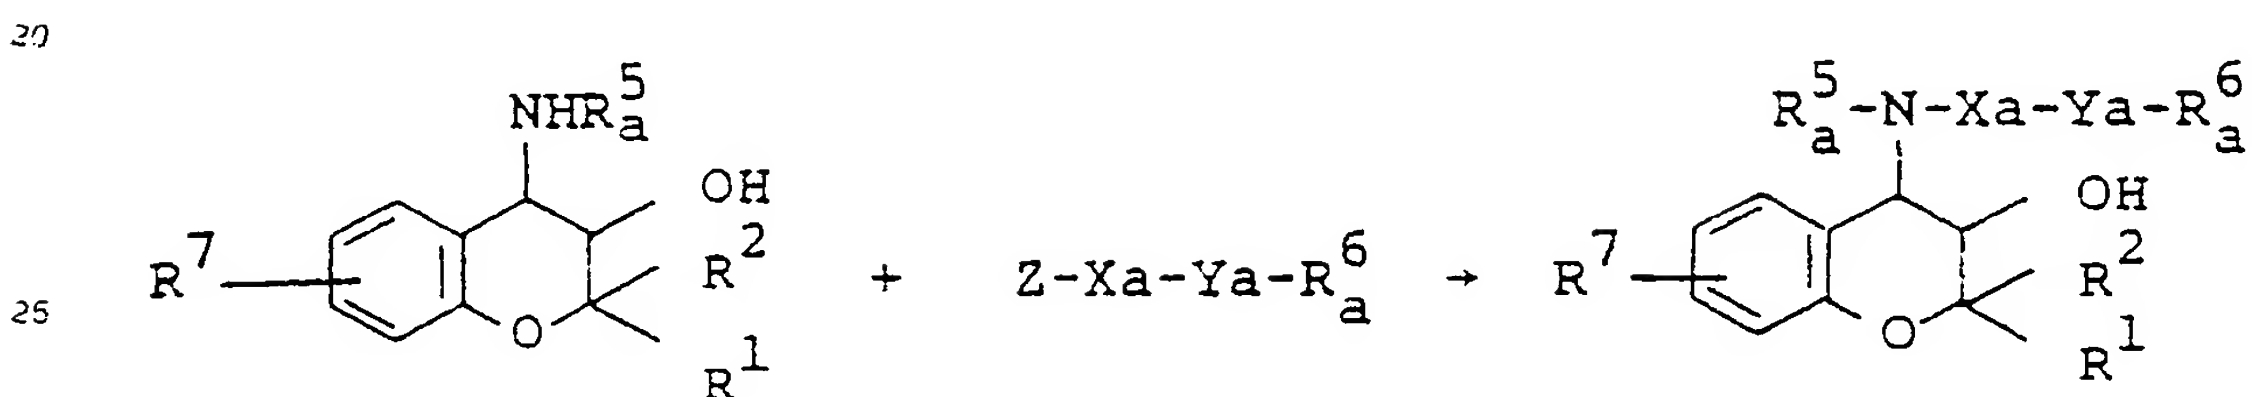 20
NHR⁵ₐ
R⁵ₐ-N-Xa-Ya-R⁶ₐ
OH
OH
R⁷
R²
+
Z-Xa-Ya-R⁶ₐ
→
R⁷
R²
25
O
R¹
O
R¹